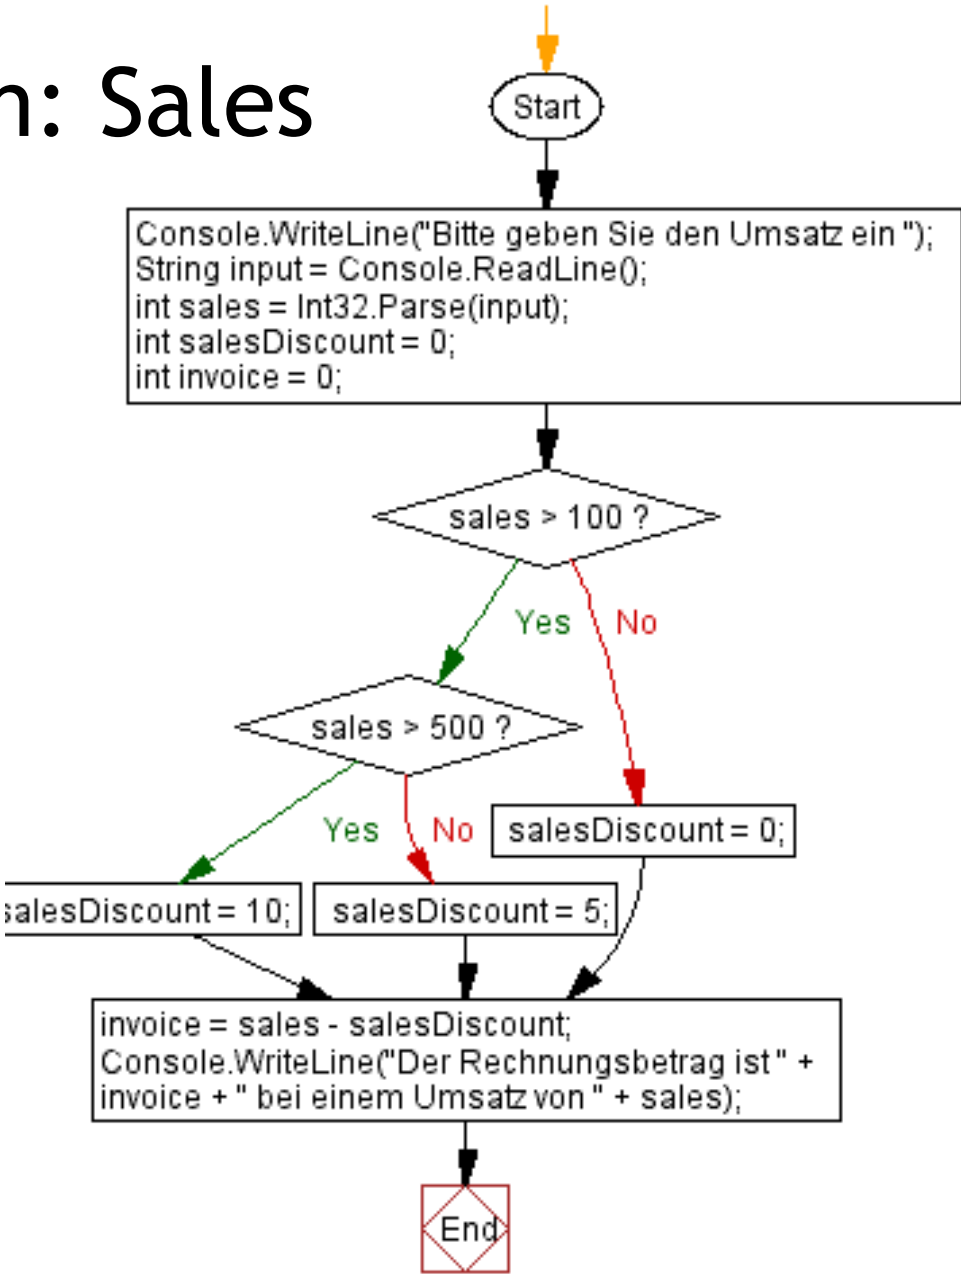 n: Sales
Start
Console.WriteLine("Bitte geben Sie den Umsatz ein ");
String input = Console.ReadLine();
int sales = Int32.Parse(input);
int salesDiscount = 0;
int invoice = 0;
sales > 100 ?
Yes
No
sales > 500 ?
Yes
No
salesDiscount = 0;
salesDiscount = 10;
salesDiscount = 5;
invoice = sales - salesDiscount;
Console.WriteLine("Der Rechnungsbetrag ist " +
invoice + " bei einem Umsatz von " + sales);
End